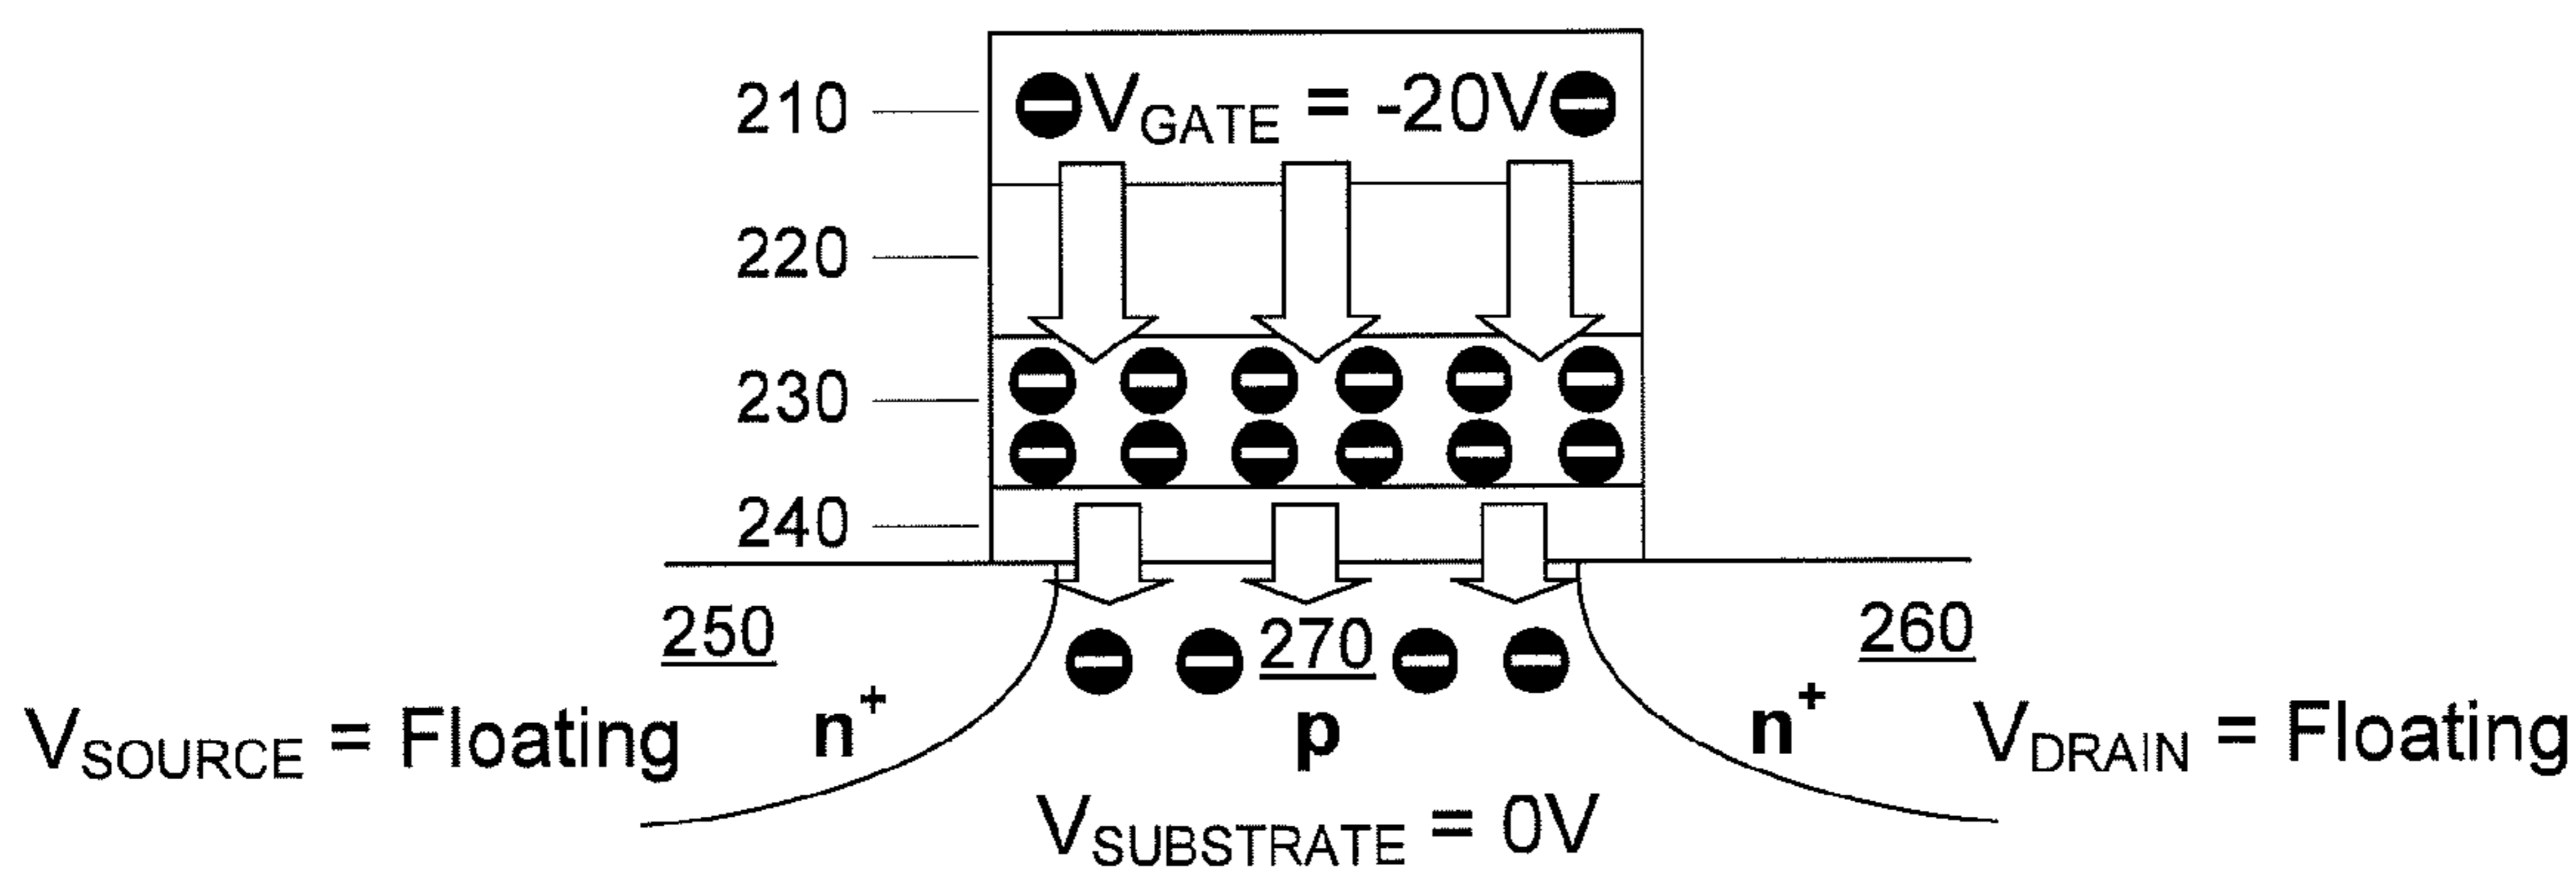 210
V_GATE = -20V
220
230
240
250
270
260
V_SOURCE = Floating
n+
p
n+
V_DRAIN = Floating
V_SUBSTRATE = 0V